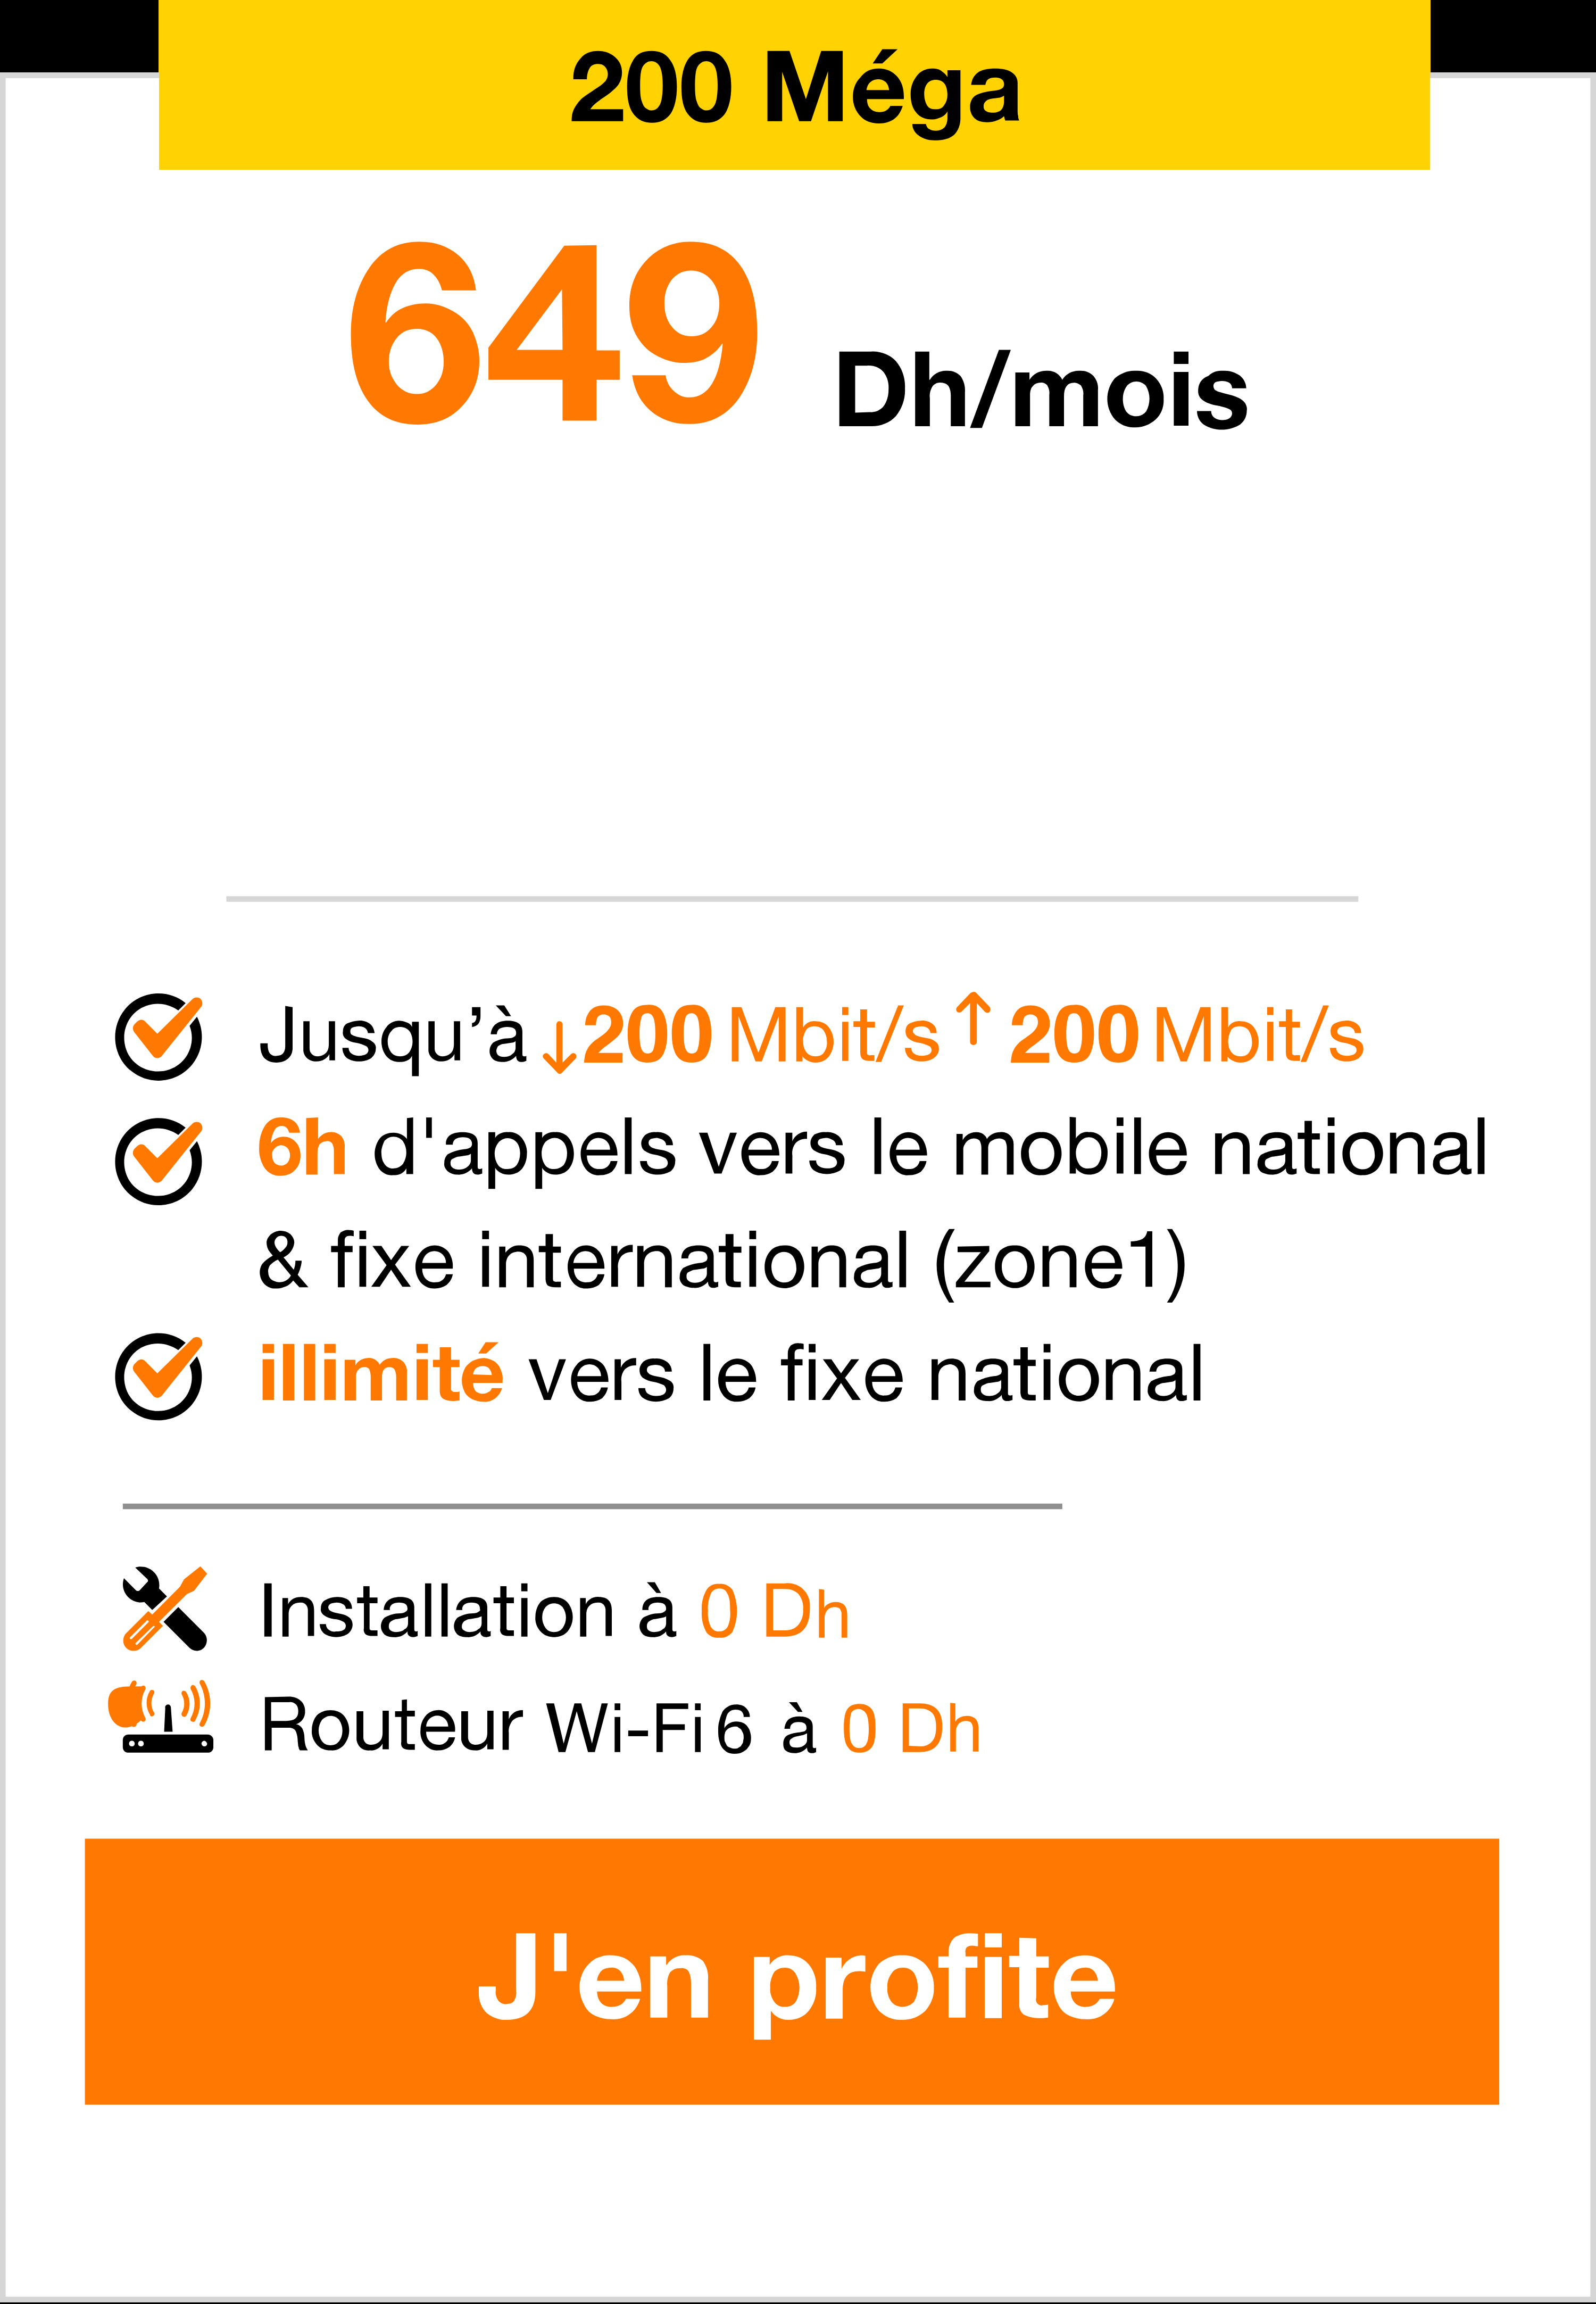 200 Méga
649 Dh/mois
Jusqu’à ↓200 Mbit/s ↑ 200 Mbit/s
6h d'appels vers le mobile national
& fixe international (zone1)
illimité vers le fixe national
Installation à 0 Dh
Routeur Wi-Fi 6 à 0 Dh
J'en profite